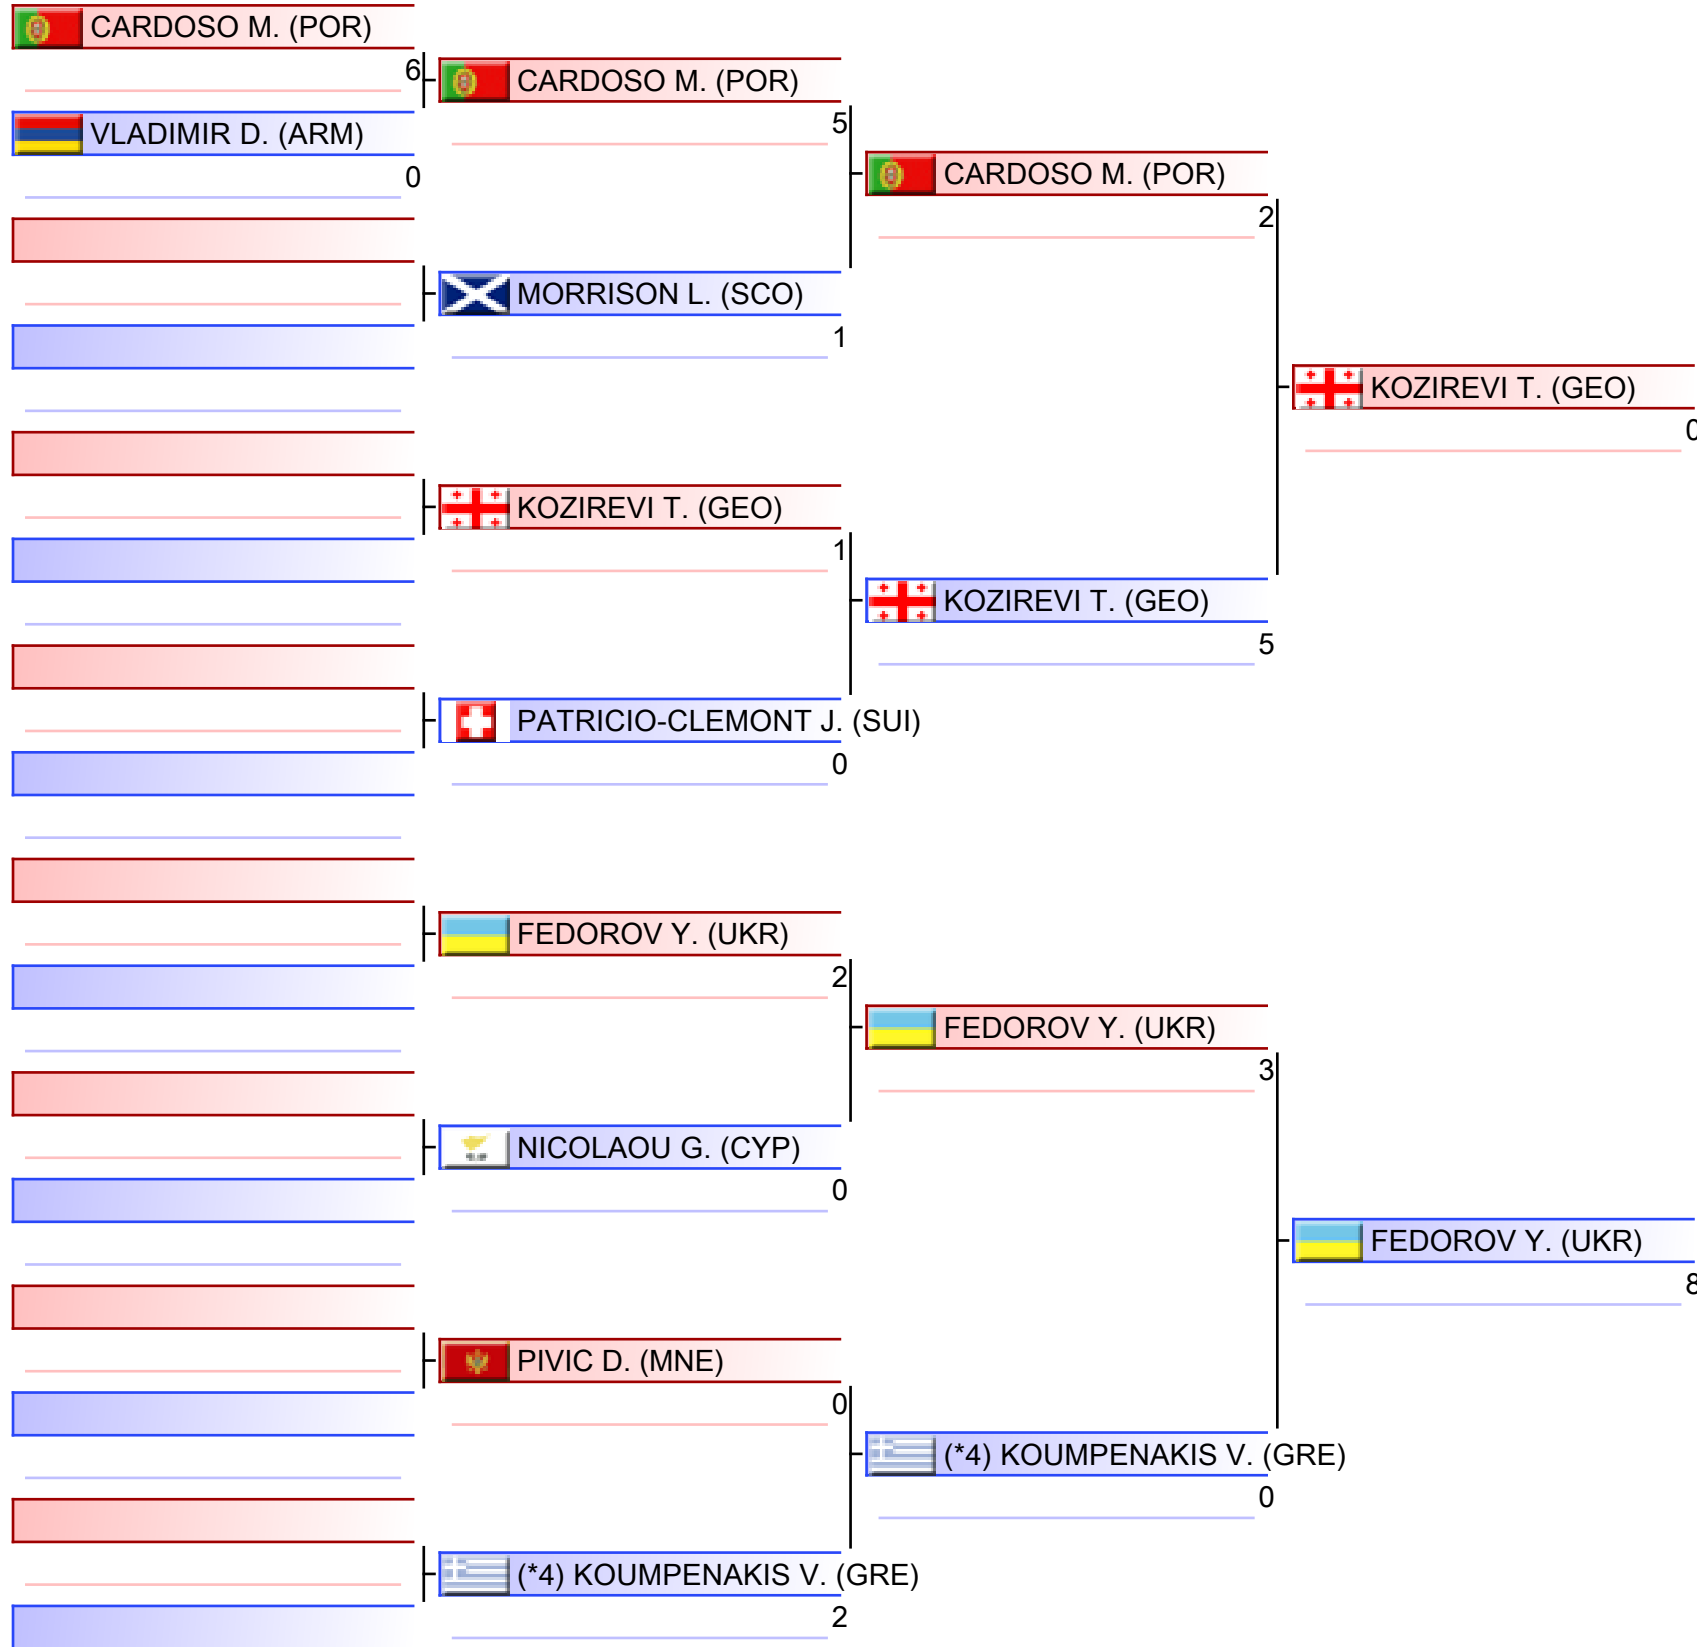 CARDOSO M. (POR)
6
VLADIMIR D. (ARM)
0
CARDOSO M. (POR)
5
MORRISON L. (SCO)
1
KOZIREVI T. (GEO)
1
PATRICIO-CLEMONT J. (SUI)
0
FEDOROV Y. (UKR)
2
NICOLAOU G. (CYP)
0
PIVIC D. (MNE)
0
(*4) KOUMPENAKIS V. (GRE)
2
CARDOSO M. (POR)
2
KOZIREVI T. (GEO)
5
FEDOROV Y. (UKR)
3
(*4) KOUMPENAKIS V. (GRE)
0
KOZIREVI T. (GEO)
0
FEDOROV Y. (UKR)
8